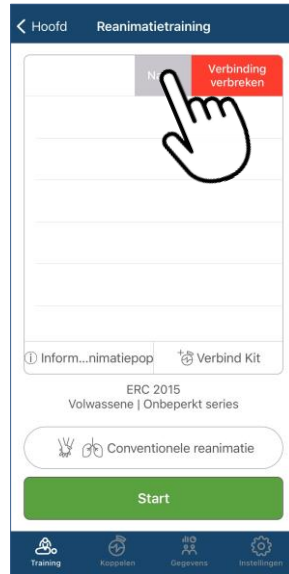 Hoofd Reanimatietraining
Verbinding
verbreken
Inform...nimatiepop Verbind Kit
ERC 2015
Volwassene | Onbeperkt series
Conventionele reanimatie
Start
Training Koppelen Gegevens Instellingen